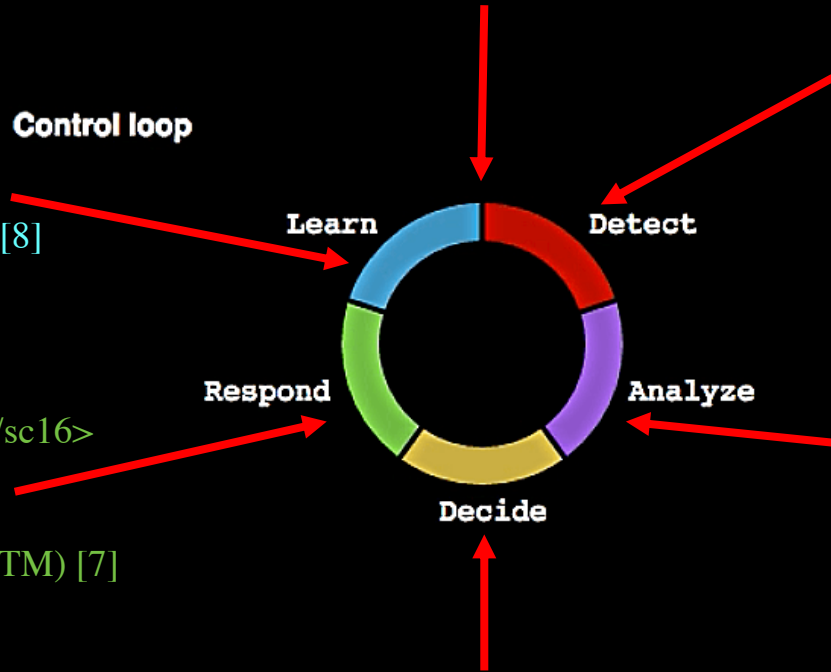 Control loop
Learn
Detect
[8]
Respond
Analyze
/sc16>
Decide
TM) [7]